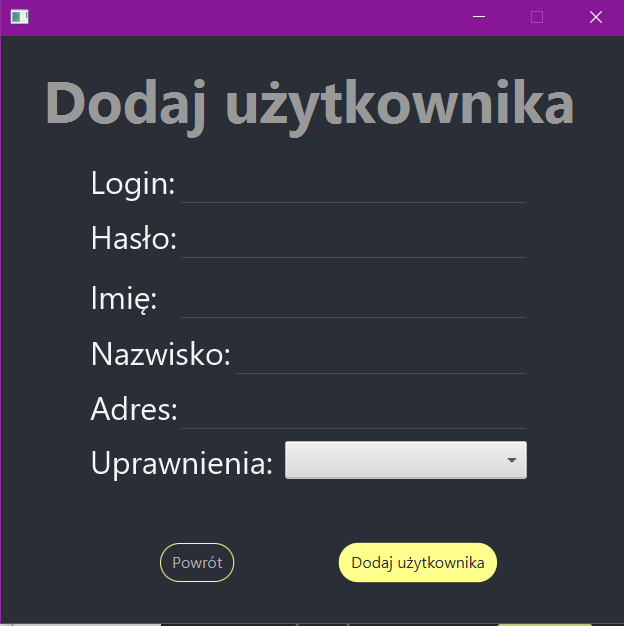 Dodaj użytkownika
Login:
Hasło:
Imię:
Nazwisko:
Adres:
Uprawnienia:
Powrót
Dodaj użytkownika